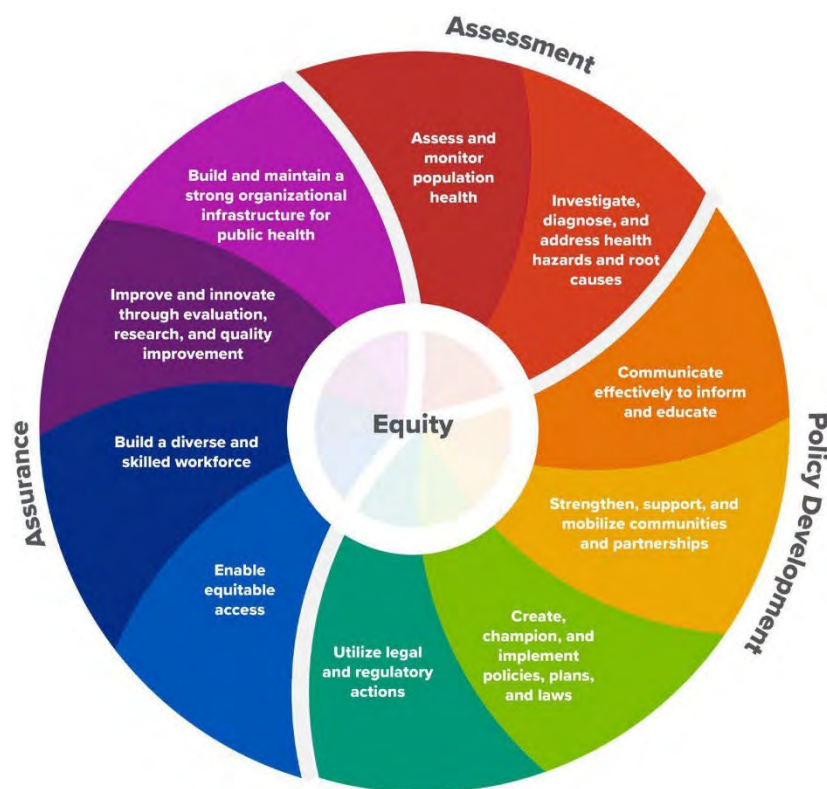 Assessment
Assess and
monitor
population
health
Investigate,
diagnose, and
address health
hazards and root
causes
Policy Development
Communicate
effectively to inform
and educate
Strengthen, support, and
mobilize communities
and partnerships
Create,
champion, and
implement
policies, plans,
and laws
Utilize legal
and regulatory
actions
Assurance
Enable
equitable
access
Build a diverse and
skilled workforce
Improve and innovate
through evaluation,
research, and quality
improvement
Build and maintain a
strong organizational
infrastructure for
public health
Equity